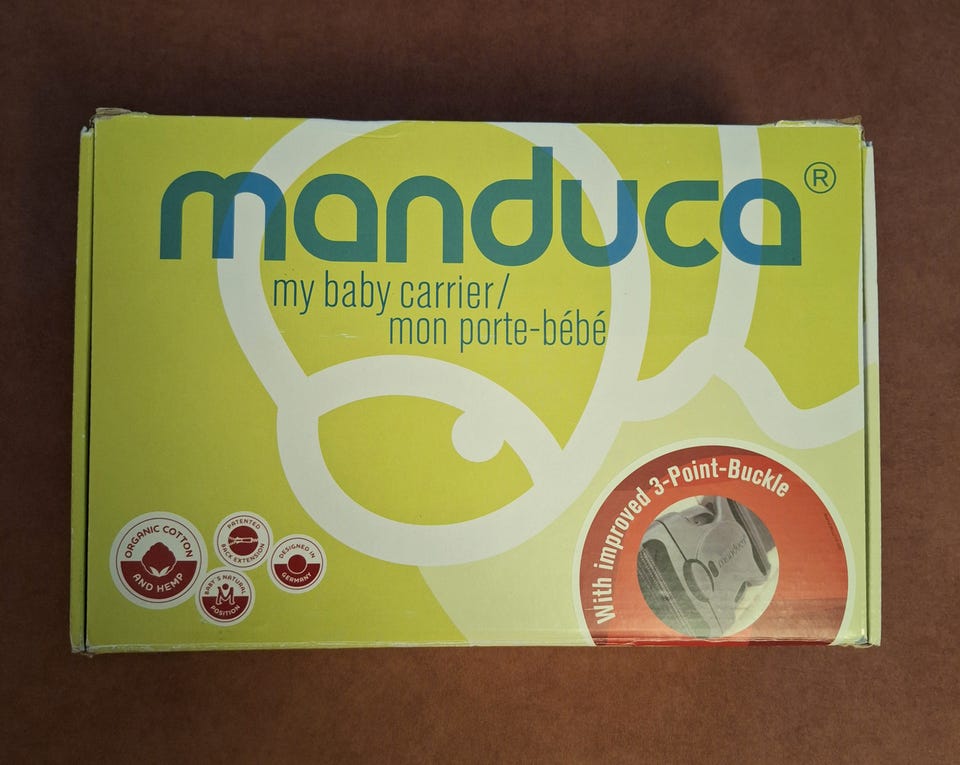 manduca®
my baby carrier/
mon porte-bébé
With improved 3-Point-Buckle
manduca
ORGANIC COTTON
AND HEMP
PATENTED
BACK EXTENSION
BABY'S NATURAL
POSITION
DESIGNED IN
GERMANY